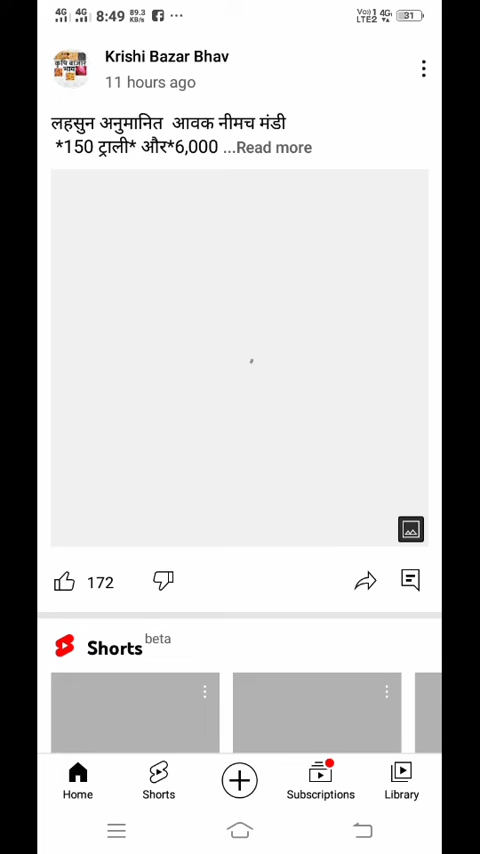 4G 4G 8:49 89.3 KB/s Vo))1 LTE2 4G 31
Krishi Bazar Bhav
11 hours ago
लहसुन अनुमानित आवक नीमच मंडी
*150 ट्राली* और*6,000 ...Read more
172
Shorts beta
Home Shorts Subscriptions Library